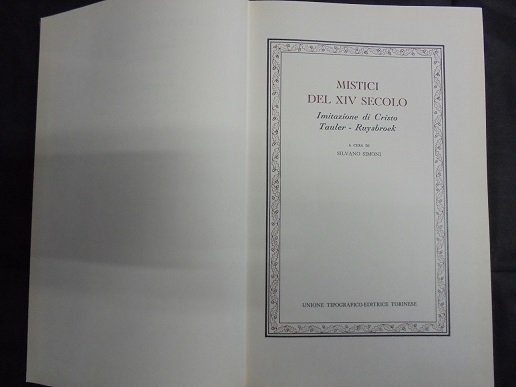 MISTICI
DEL XIV SECOLO
Imitazione di Cristo
Tauler - Ruysbroek
A CURA DI
SILVANO SIMONI
UNIONE TIPOGRAFICO-EDITRICE TORINESE